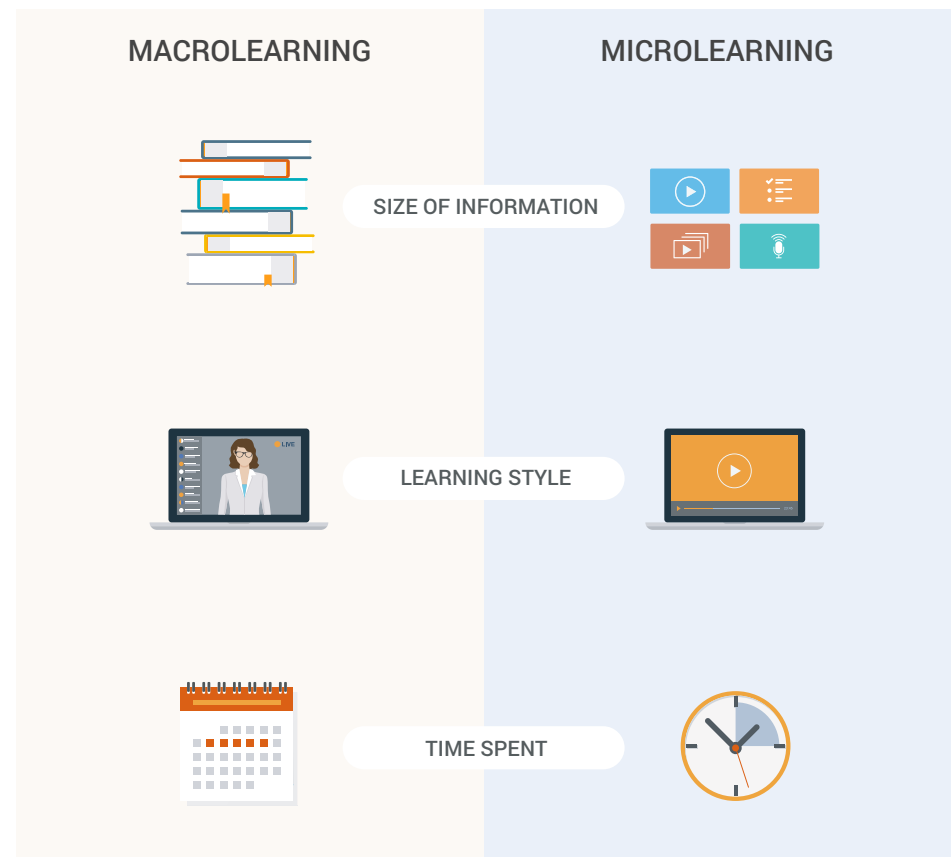 MACROLEARNING
MICROLEARNING
SIZE OF INFORMATION
LIVE
LEARNING STYLE
TIME SPENT